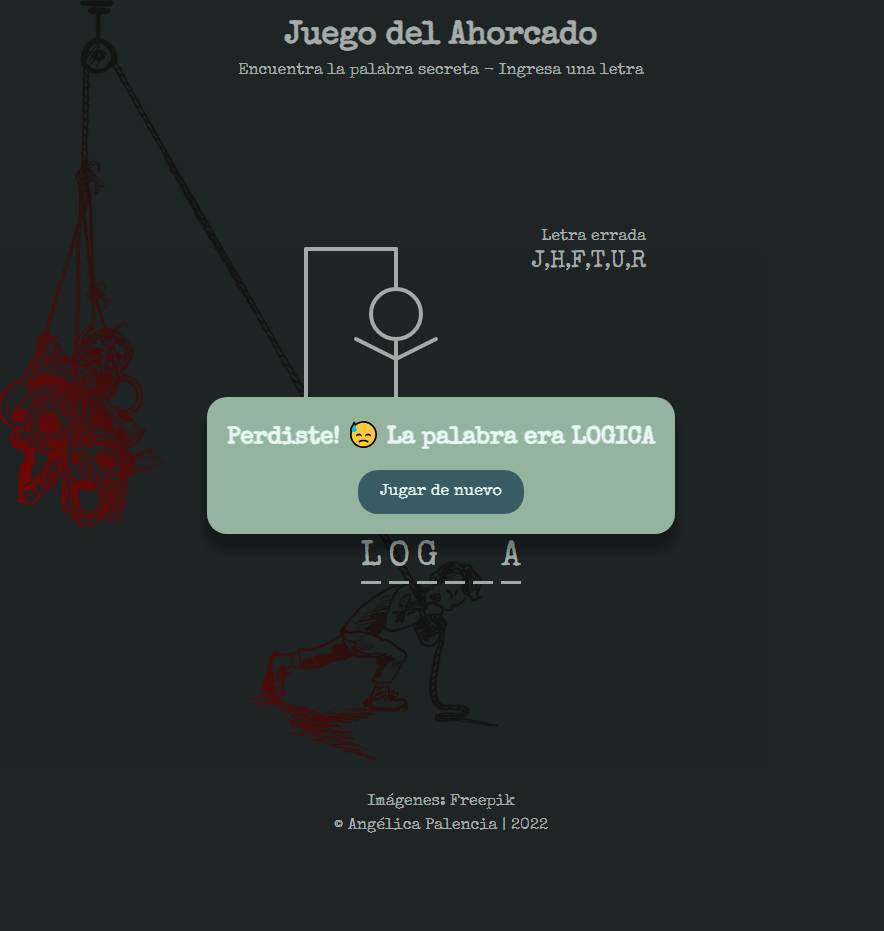 Juego del Ahorcado
Encuentra la palabra secreta - Ingresa una letra
Letra errada
J,H,F,T,U,R
Perdiste! 😓 La palabra era LOGICA
Jugar de nuevo
L O G _ _ A
Imágenes: Freepik
© Angélica Palencia | 2022